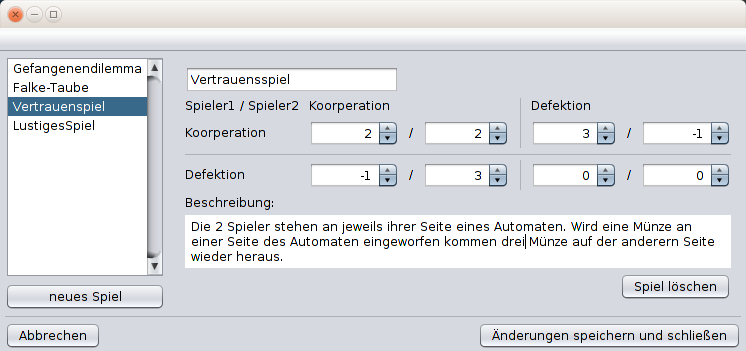 Gefangenendilemma
Falke-Taube
Vertrauenspiel
LustigesSpiel
neues Spiel
Vertrauensspiel
Spieler1 / Spieler2 Koorperation Defektion
Koorperation 2 / 2 3 / -1
Defektion -1 / 3 0 / 0
Beschreibung:
Die 2 Spieler stehen an jeweils ihrer Seite eines Automaten. Wird eine Münze an
einer Seite des Automaten eingeworfen kommen drei Münze auf der anderern Seite
wieder heraus.
Spiel löschen
Abbrechen Änderungen speichern und schließen